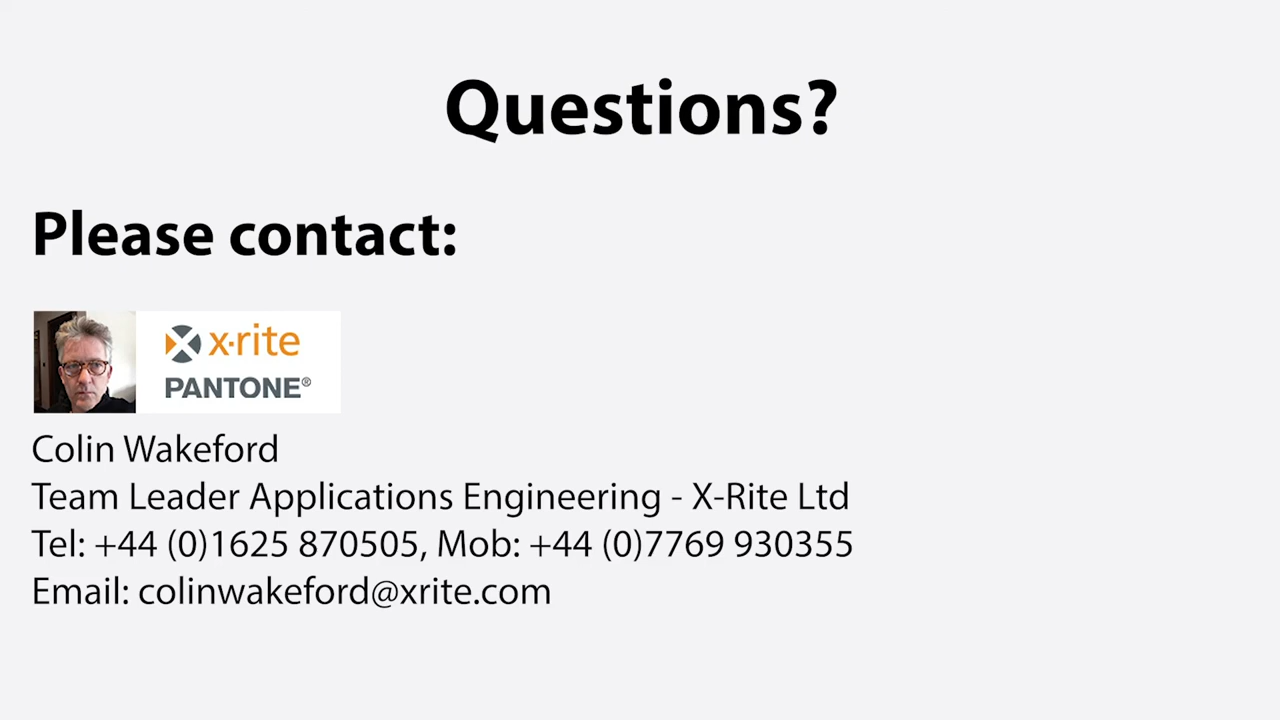 Questions?
Please contact:
x·rite
PANTONE®
Colin Wakeford
Team Leader Applications Engineering - X-Rite Ltd
Tel: +44 (0)1625 870505, Mob: +44 (0)7769 930355
Email: colinwakeford@xrite.com